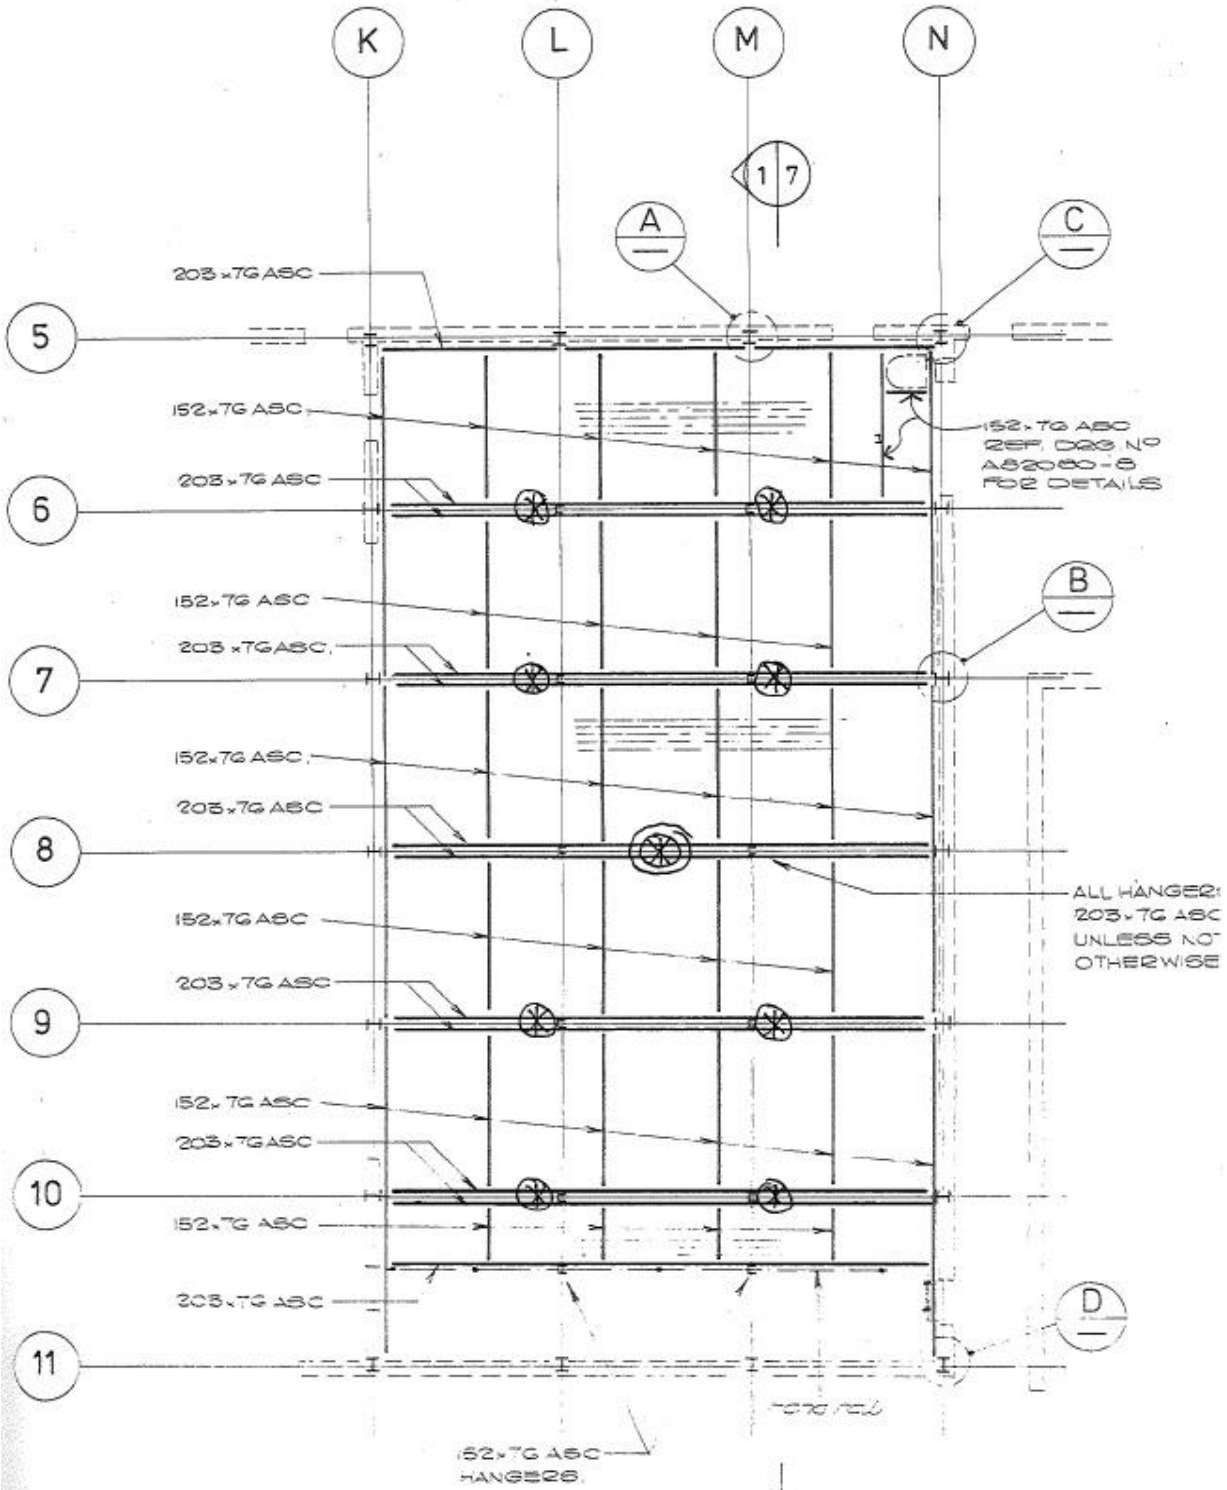 K L M N
1 7
A
C
203x76 ASC
5
152x76 ASC
152x76 ASC
REF. DRG. Nº
A82080-8
FOR DETAILS
203x76 ASC
6
B
152x76 ASC
203x76 ASC,
7
152x76 ASC,
203x76 ASC
8
ALL HANGER
203x76 ASC
UNLESS NOT
OTHERWISE
152x76 ASC
203x76 ASC
9
152x76 ASC
203x76 ASC
10
152x76 ASC
203x76 ASC
D
11
152x76 ASC
HANGERS.